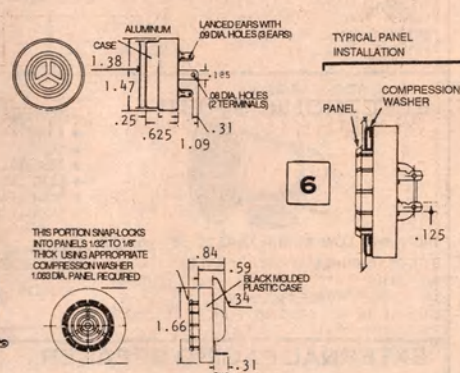 ALUMINUM
CASE
LANCED EARS WITH
.09 DIA. HOLES (3 EARS)
1.38
1.47
.185
.08 DIA. HOLES
(2 TERMINALS)
.25
.625
.31
1.09
TYPICAL PANEL
INSTALLATION
PANEL
COMPRESSION
WASHER
6
.125
THIS PORTION SNAP-LOCKS
INTO PANELS 1.02" TO 1/8"
THICK USING APPROPRIATE
COMPRESSION WASHER
1.063 DIA. PANEL REQUIRED
.84
.59
BLACK MOLDED
PLASTIC CASE
.34
1.66
.31